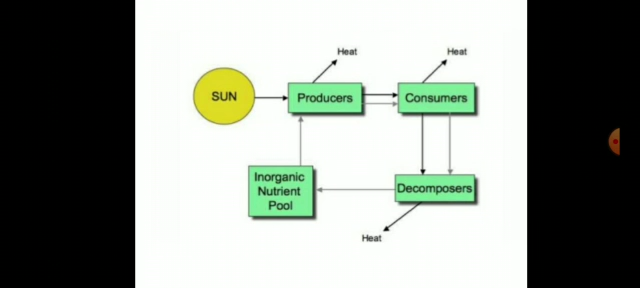 Heat
Heat
SUN
Producers
Consumers
Inorganic
Nutrient
Pool
Decomposers
Heat